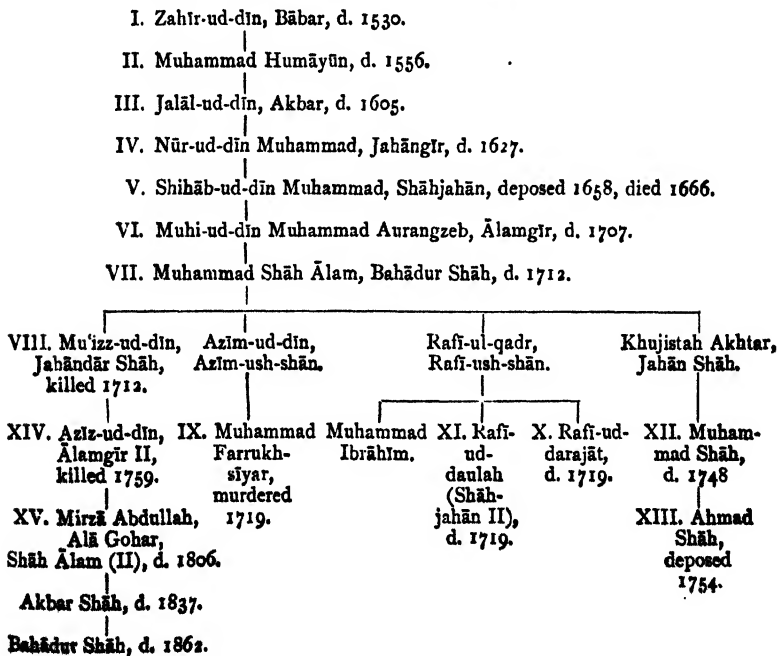 I. Zahīr-ud-dīn, Bābar, d. 1530.
II. Muhammad Humāyūn, d. 1556.
III. Jalāl-ud-dīn, Akbar, d. 1605.
IV. Nūr-ud-dīn Muhammad, Jahāngīr, d. 1627.
V. Shihāb-ud-dīn Muhammad, Shāhjahān, deposed 1658, died 1666.
VI. Muhi-ud-dīn Muhammad Aurangzeb, Ālamgīr, d. 1707.
VII. Muhammad Shāh Ālam, Bahādur Shāh, d. 1712.
VIII. Mu'izz-ud-dīn,
Jahāndār Shāh,
killed 1712.
Azīm-ud-dīn,
Azīm-ush-shān.
Rafī-ul-qadr,
Rafī-ush-shān.
Khujistah Akhtar,
Jahān Shāh.
XIV. Azīz-ud-dīn,
Ālamgīr II,
killed 1759.
IX. Muhammad
Farrukh-
sīyar,
murdered
1719.
Muhammad
Ibrāhīm.
XI. Rafī-
ud-
daulah
(Shāh-
jahān II),
d. 1719.
X. Rafī-ud-
darajāt,
d. 1719.
XII. Muham-
mad Shāh,
d. 1748
XV. Mirzā Abdullah,
Alā Gohar,
Shāh Ālam (II), d. 1806.
XIII. Ahmad
Shāh,
deposed
1754.
Akbar Shāh, d. 1837.
Bahādur Shāh, d. 1862.